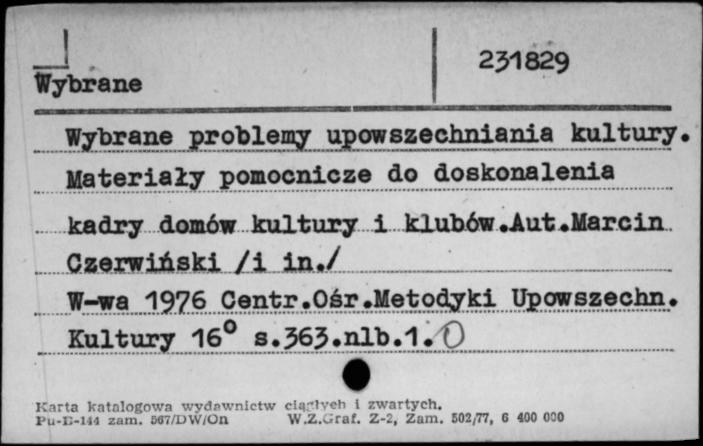 231829
Wybrane
Wybrane problemy upowszechniania kultury.
Materiały pomocnicze do doskonalenia
kadry domów kultury i klubów.Aut.Marcin
Czerwiński /i in./
W-wa 1976 Centr.Ośr.Metodyki Upowszechn.
Kultury 16° s.363.nlb.1.
Karta katalogowa wydawnictw ciągłych i zwartych.
Pu-D-144 zam. 567/DW/On W.Z.Graf. Z-2, Zam. 502/77, 6 400 000